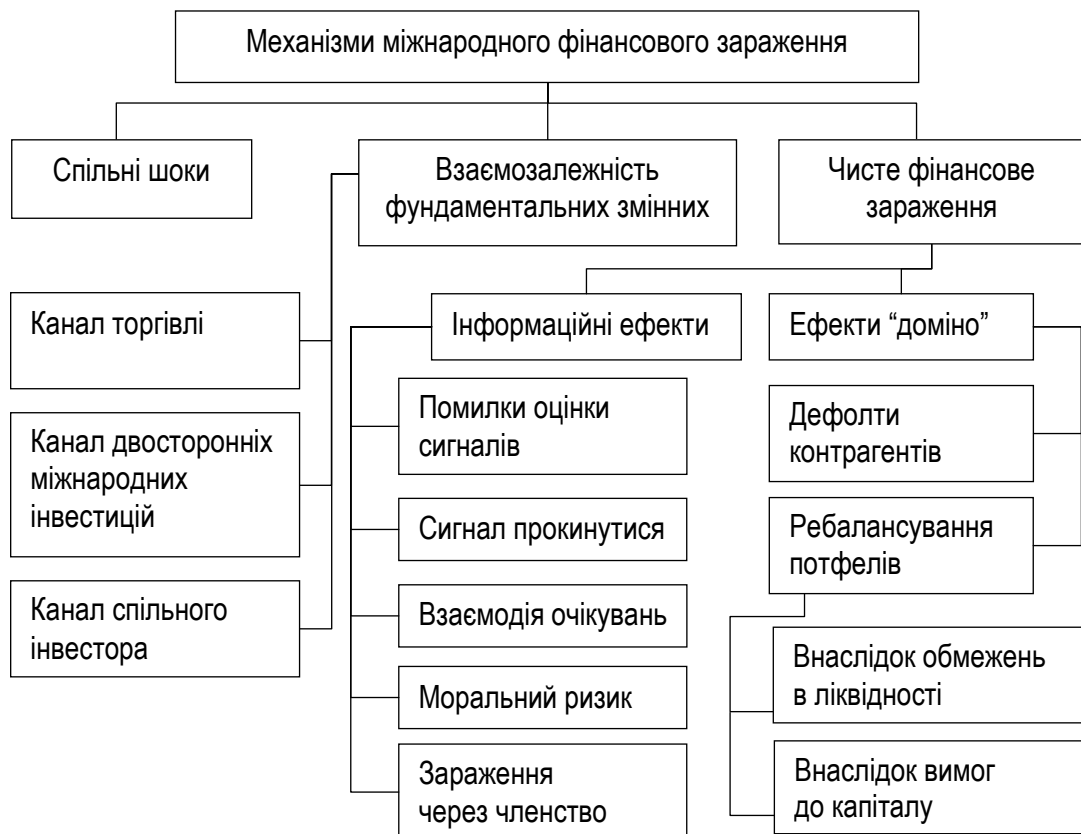 Механізми міжнародного фінансового зараження
Спільні шоки
Взаємозалежність
фундаментальних змінних
Чисте фінансове
зараження
Канал торгівлі
Канал двосторонніх
міжнародних
інвестицій
Канал спільного
інвестора
Інформаційні ефекти
Помилки оцінки
сигналів
Сигнал прокинутися
Взаємодія очікувань
Моральний ризик
Зараження
через членство
Ефекти “доміно”
Дефолти
контрагентів
Ребалансування
потфелів
Внаслідок обмежень
в ліквідності
Внаслідок вимог
до капіталу